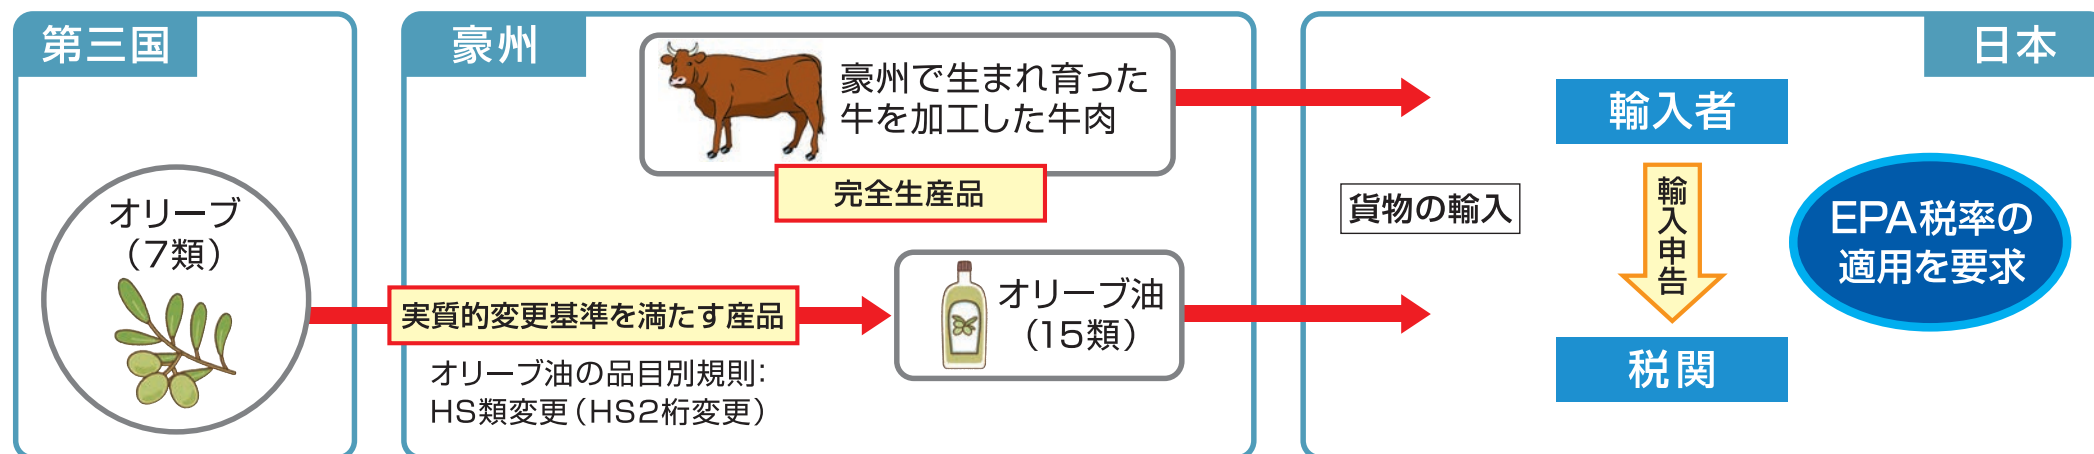 第三国
オリーブ
（7類）
豪州
豪州で生まれ育った
牛を加工した牛肉
完全生産品
実質的変更基準を満たす産品
オリーブ油の品目別規則：
HS類変更（HS2桁変更）
オリーブ油
（15類）
日本
貨物の輸入
輸入者
輸入申告
税関
EPA税率の
適用を要求